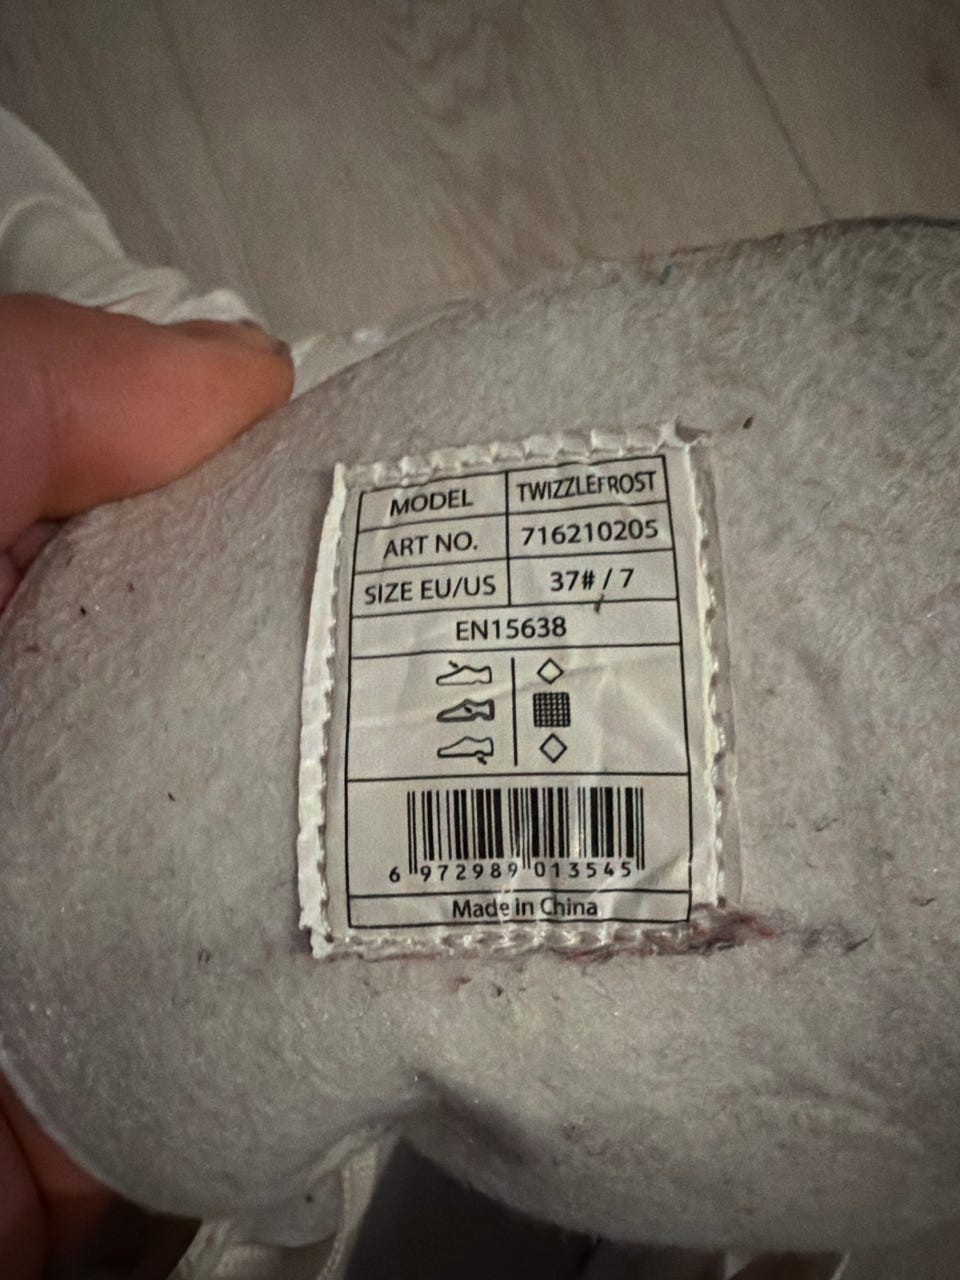 MODEL TWIZZLEFROST
ART NO. 716210205
SIZE EU/US 37# / 7
EN15638
6 972989 013545
Made in China